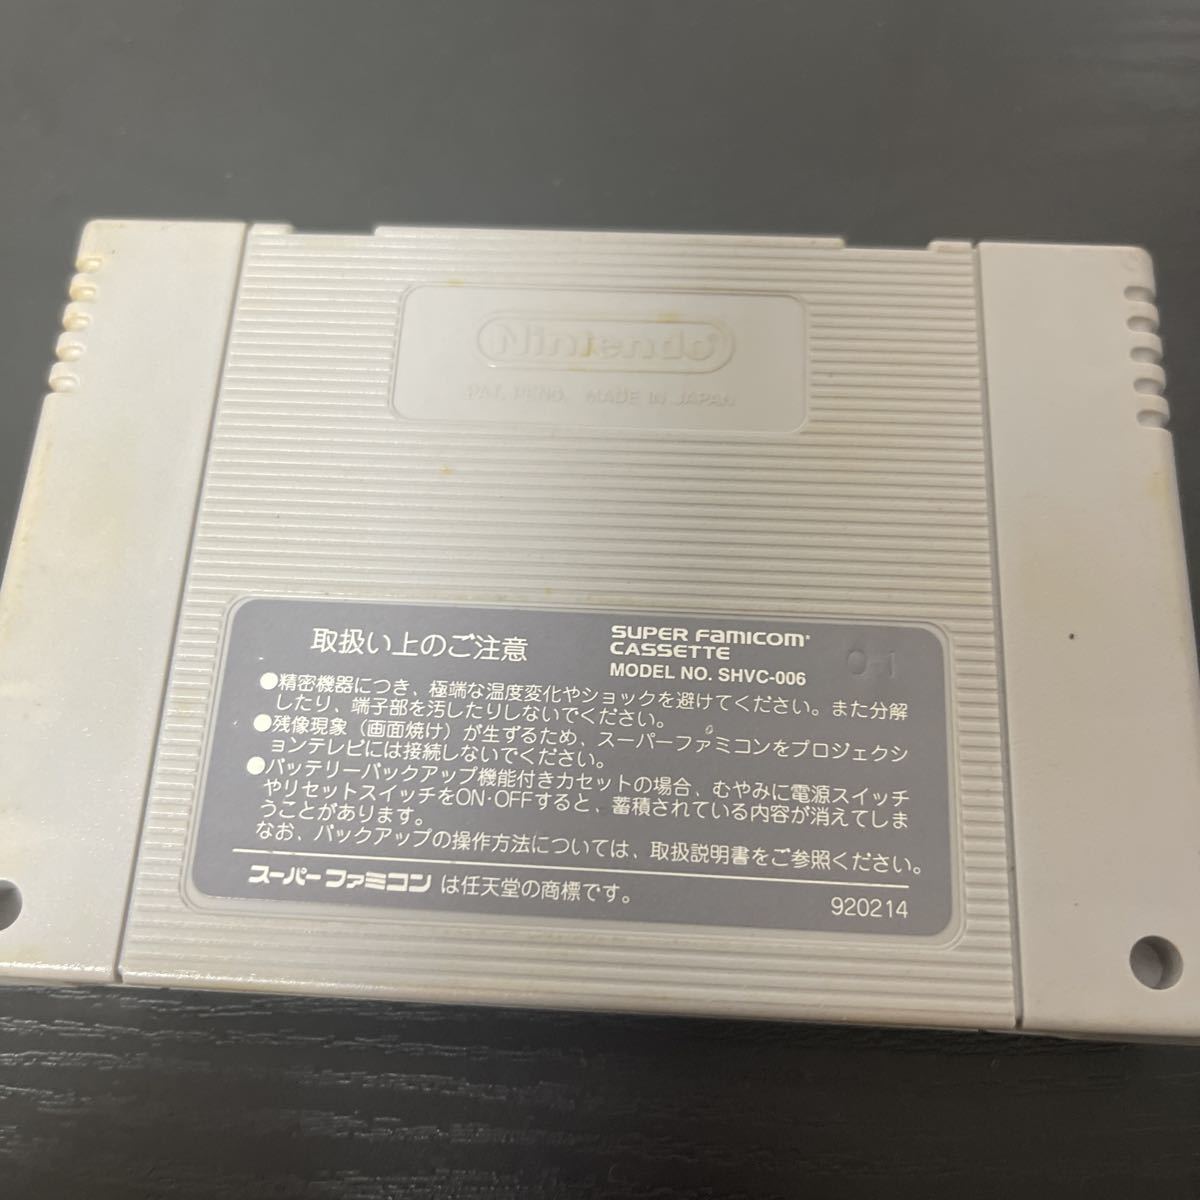 Nintendo
PAT. PEND. MADE IN JAPAN
取扱い上のご注意
SUPER FAMICOM
CASSETTE
MODEL NO. SHVC-006
0-1
●精密機器につき、極端な温度変化やショックを避けてください。また分解
したり、端子部を汚したりしないでください。
●残像現象（画面焼け）が生ずるため、スーパーファミコンをプロジェクシ
ョンテレビには接続しないでください。
●バッテリーバックアップ機能付きカセットの場合、むやみに電源スイッチ
やリセットスイッチをON·OFFすると、蓄積されている内容が消えてしま
うことがあります。
なお、バックアップの操作方法については、取扱説明書をご参照ください。
スーパーファミコン は任天堂の商標です。
920214